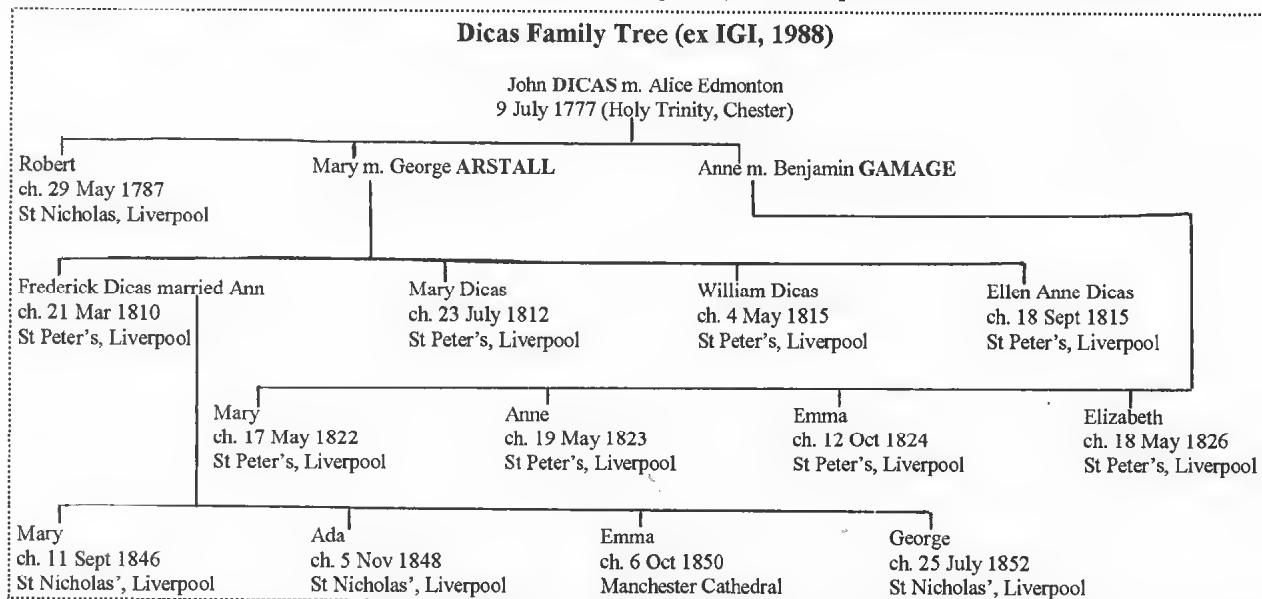 Dicas Family Tree (ex IGI, 1988)
John DICAS m. Alice Edmonton
9 July 1777 (Holy Trinity, Chester)
Robert
ch. 29 May 1787
St Nicholas, Liverpool
Mary m. George ARSTALL
Anne m. Benjamin GAMAGE
Frederick Dicas married Ann
ch. 21 Mar 1810
St Peter's, Liverpool
Mary Dicas
ch. 23 July 1812
St Peter's, Liverpool
William Dicas
ch. 4 May 1815
St Peter's, Liverpool
Ellen Anne Dicas
ch. 18 Sept 1815
St Peter's, Liverpool
Mary
ch. 17 May 1822
St Peter's, Liverpool
Anne
ch. 19 May 1823
St Peter's, Liverpool
Emma
ch. 12 Oct 1824
St Peter's, Liverpool
Elizabeth
ch. 18 May 1826
St Peter's, Liverpool
Mary
ch. 11 Sept 1846
St Nicholas', Liverpool
Ada
ch. 5 Nov 1848
St Nicholas', Liverpool
Emma
ch. 6 Oct 1850
Manchester Cathedral
George
ch. 25 July 1852
St Nicholas', Liverpool